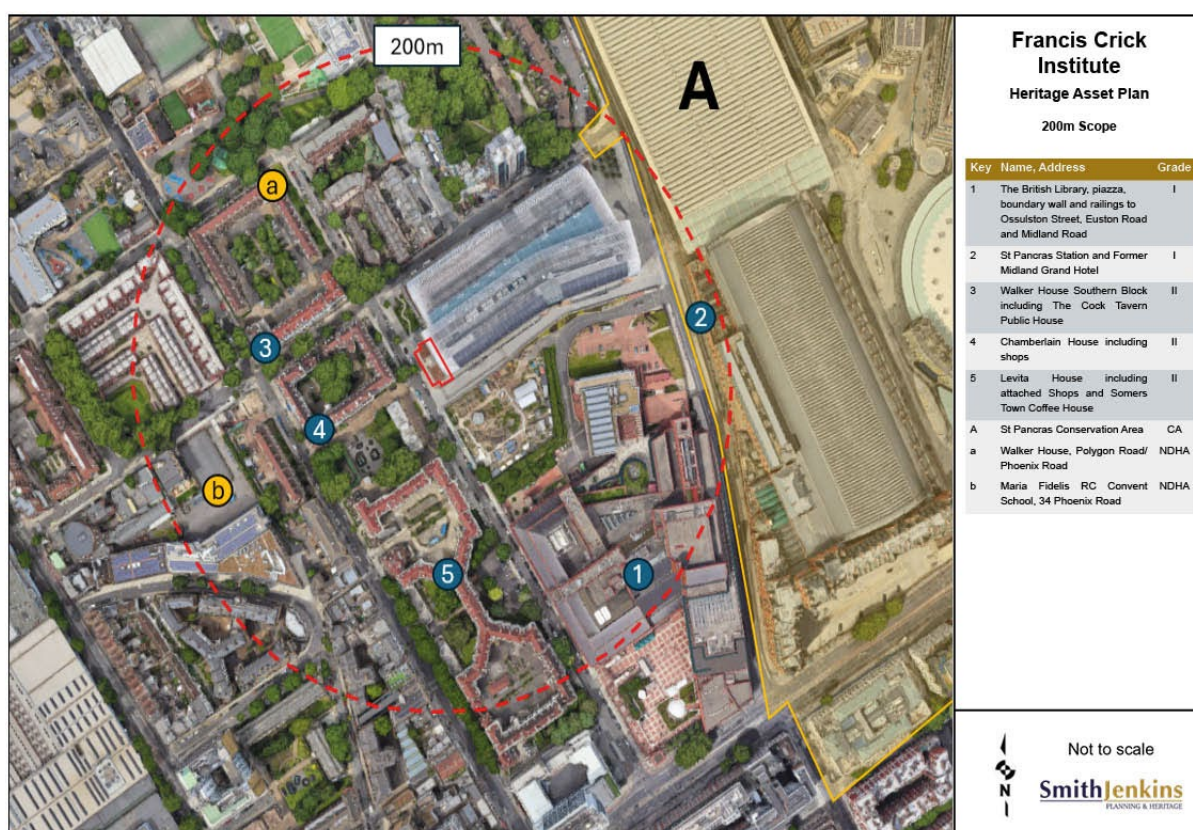 200m
A
a
2
3
4
b
5
1
Francis Crick
Institute
Heritage Asset Plan
200m Scope
Key Name, Address Grade
1 The British Library, piazza, I
boundary wall and railings to
Ossulston Street, Euston Road
and Midland Road
2 St Pancras Station and Former I
Midland Grand Hotel
3 Walker House Southern Block II
including The Cock Tavern
Public House
4 Chamberlain House including II
shops
5 Levita House including II
attached Shops and Somers
Town Coffee House
A St Pancras Conservation Area CA
a Walker House, Polygon Road/ NDHA
Phoenix Road
b Maria Fidelis RC Convent NDHA
School, 34 Phoenix Road
N
Not to scale
SmithJenkins
PLANNING & HERITAGE